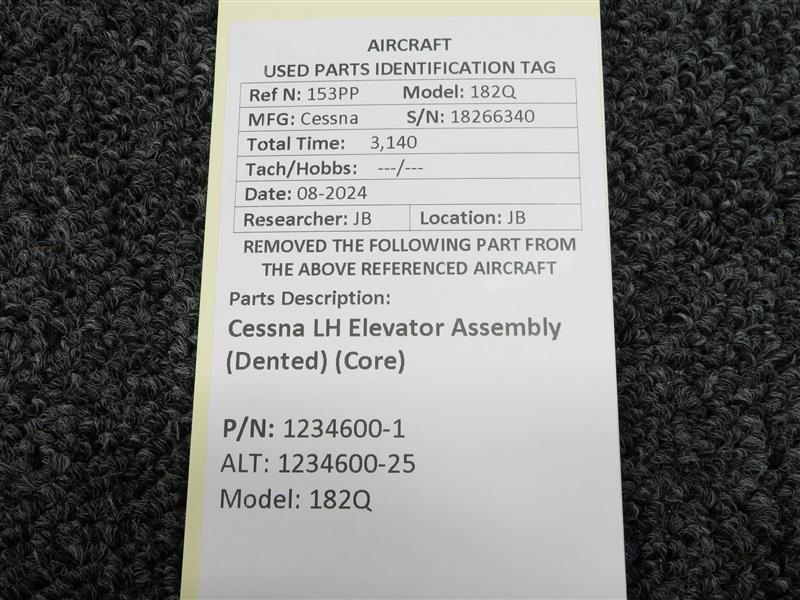 AIRCRAFT
USED PARTS IDENTIFICATION TAG
Ref N: 153PP Model: 182Q
MFG: Cessna S/N: 18266340
Total Time: 3,140
Tach/Hobbs: ---/---
Date: 08-2024
Researcher: JB Location: JB
REMOVED THE FOLLOWING PART FROM
THE ABOVE REFERENCED AIRCRAFT
Parts Description:
Cessna LH Elevator Assembly
(Dented) (Core)
P/N: 1234600-1
ALT: 1234600-25
Model: 182Q